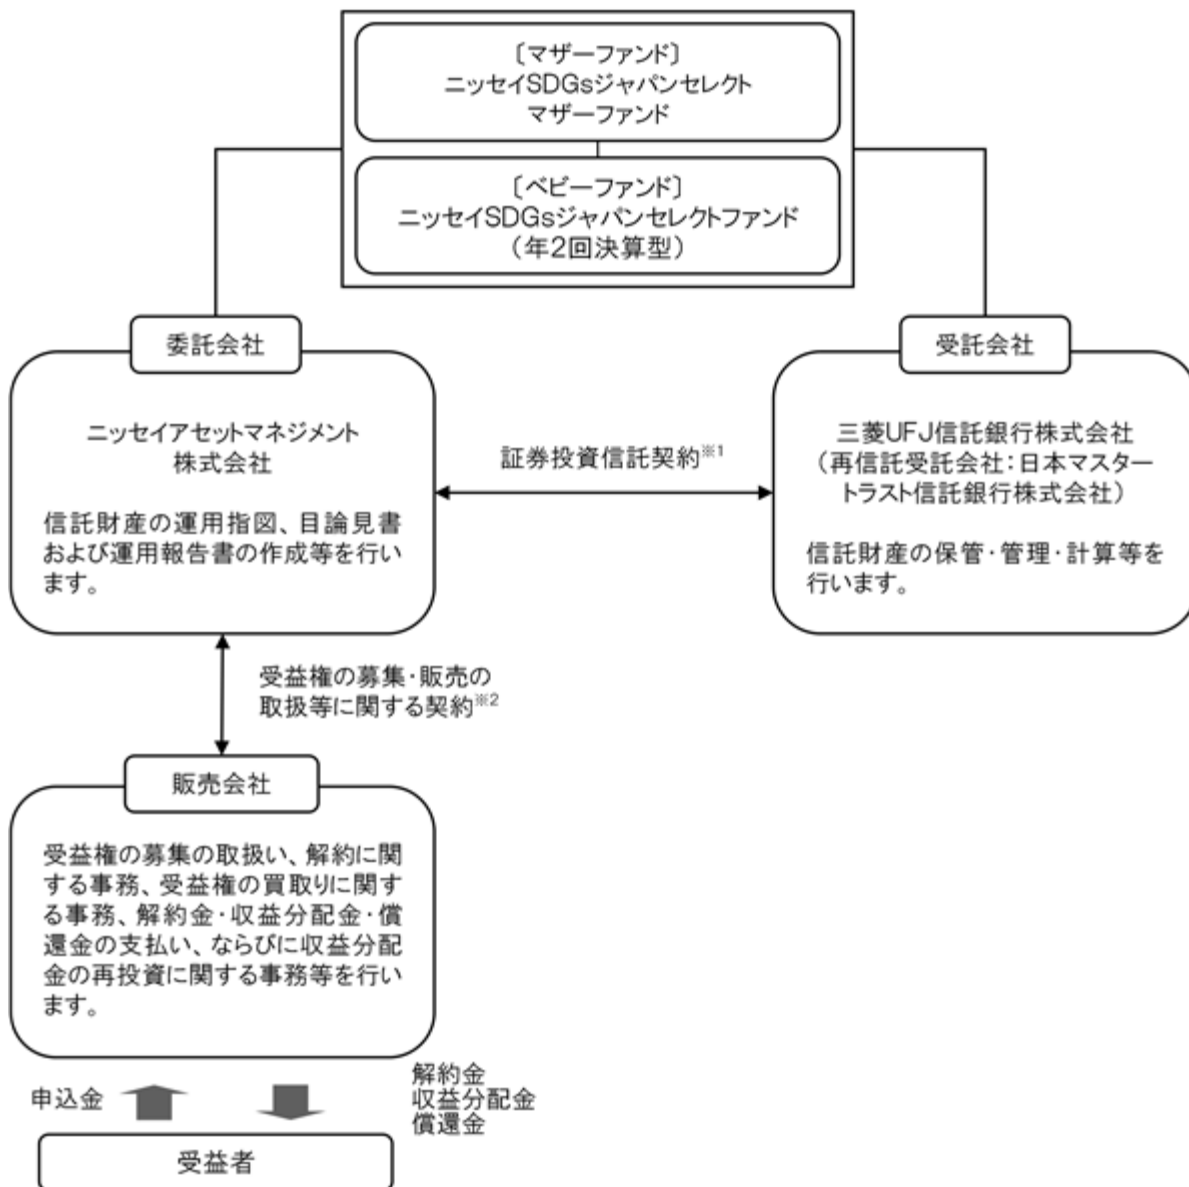 〔マザーファンド〕
ニッセイSDGsジャパンセレクト
マザーファンド
〔ベビーファンド〕
ニッセイSDGsジャパンセレクトファンド
（年2回決算型）
委託会社
ニッセイアセットマネジメント
株式会社
信託財産の運用指図、目論見書
および運用報告書の作成等を行い
ます。
証券投資信託契約※1
受託会社
三菱UFJ信託銀行株式会社
（再信託受託会社：日本マスター
トラスト信託銀行株式会社）
信託財産の保管・管理・計算等を
行います。
受益権の募集・販売の
取扱等に関する契約※2
販売会社
受益権の募集の取扱い、解約に関
する事務、受益権の買取りに関す
る事務、解約金・収益分配金・償
還金の支払い、ならびに収益分配
金の再投資に関する事務等を行い
ます。
申込金
解約金
収益分配金
償還金
受益者